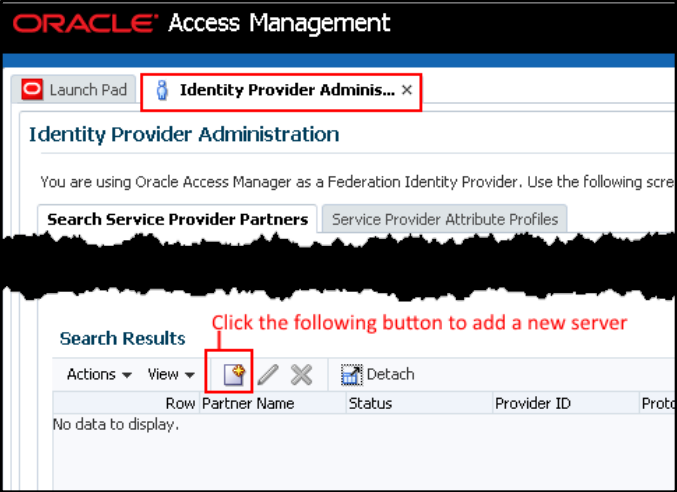 ORACLE Access Management
Launch Pad
Identity Provider Adminis... ×
Identity Provider Administration
You are using Oracle Access Manager as a Federation Identity Provider. Use the following scre
Search Service Provider Partners
Service Provider Attribute Profiles
Click the following button to add a new server
Search Results
Actions View Detach
Row Partner Name Status Provider ID Proto
No data to display.